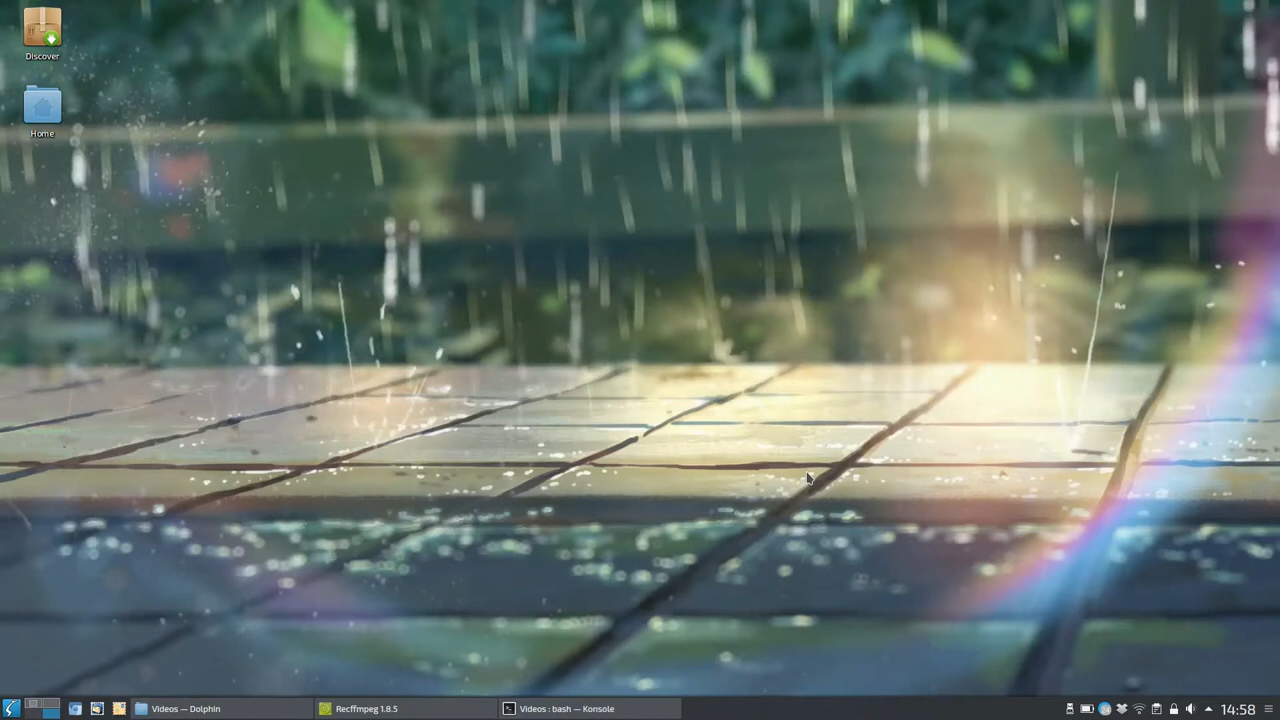 Discover
Home
Videos — Dolphin
Recffmpeg 1.8.5
Videos : bash — Konsole
14:58